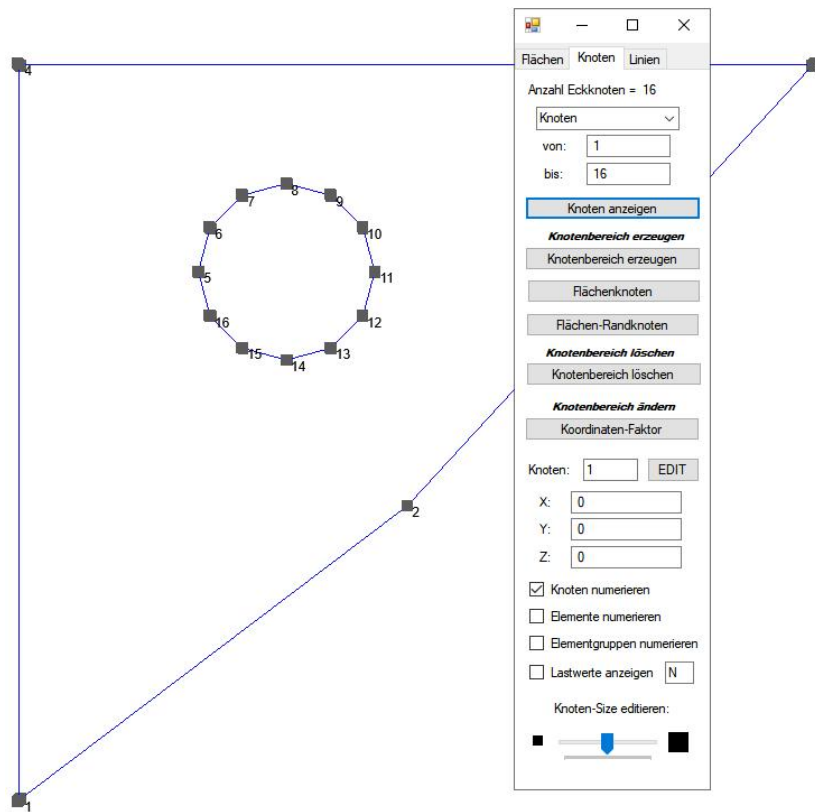 Flächen Knoten Linien
Anzahl Eckknoten = 16
Knoten
von: 1
bis: 16
Knoten anzeigen
Knotenbereich erzeugen
Knotenbereich erzeugen
Flächenknoten
Flächen-Randknoten
Knotenbereich löschen
Knotenbereich löschen
Knotenbereich ändern
Koordinaten-Faktor
Knoten: 1 EDIT
X: 0
Y: 0
Z: 0
Knoten numerieren
Elemente numerieren
Elementgruppen numerieren
Lastwerte anzeigen N
Knoten-Size editieren:
4
8
7
9
6
10
5
11
16
12
15
13
14
2
1